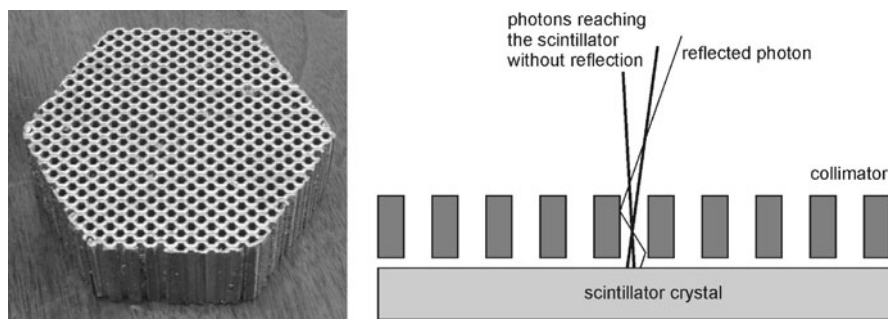 photons reaching
the scintillator
without reflection
reflected photon
collimator
scintillator crystal